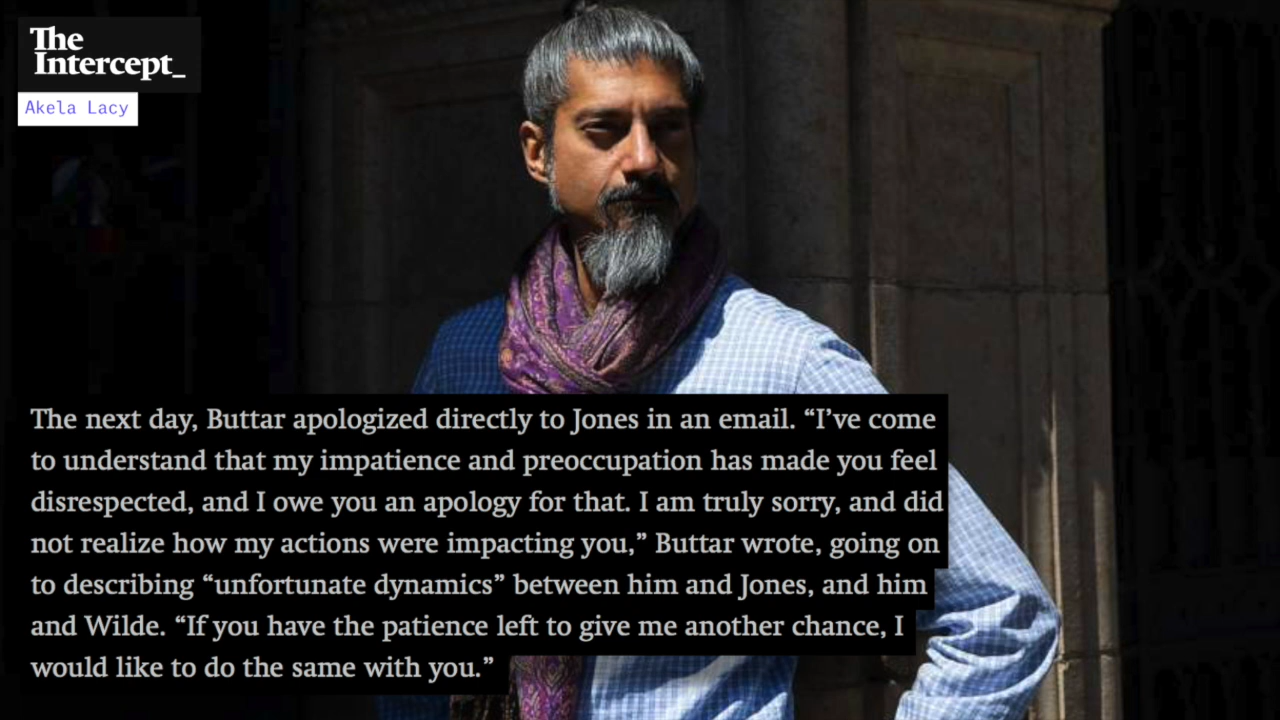 The
Intercept_
Akela Lacy
The next day, Buttar apologized directly to Jones in an email. “I’ve come
to understand that my impatience and preoccupation has made you feel
disrespected, and I owe you an apology for that. I am truly sorry, and did
not realize how my actions were impacting you,” Buttar wrote, going on
to describing “unfortunate dynamics” between him and Jones, and him
and Wilde. “If you have the patience left to give me another chance, I
would like to do the same with you.”